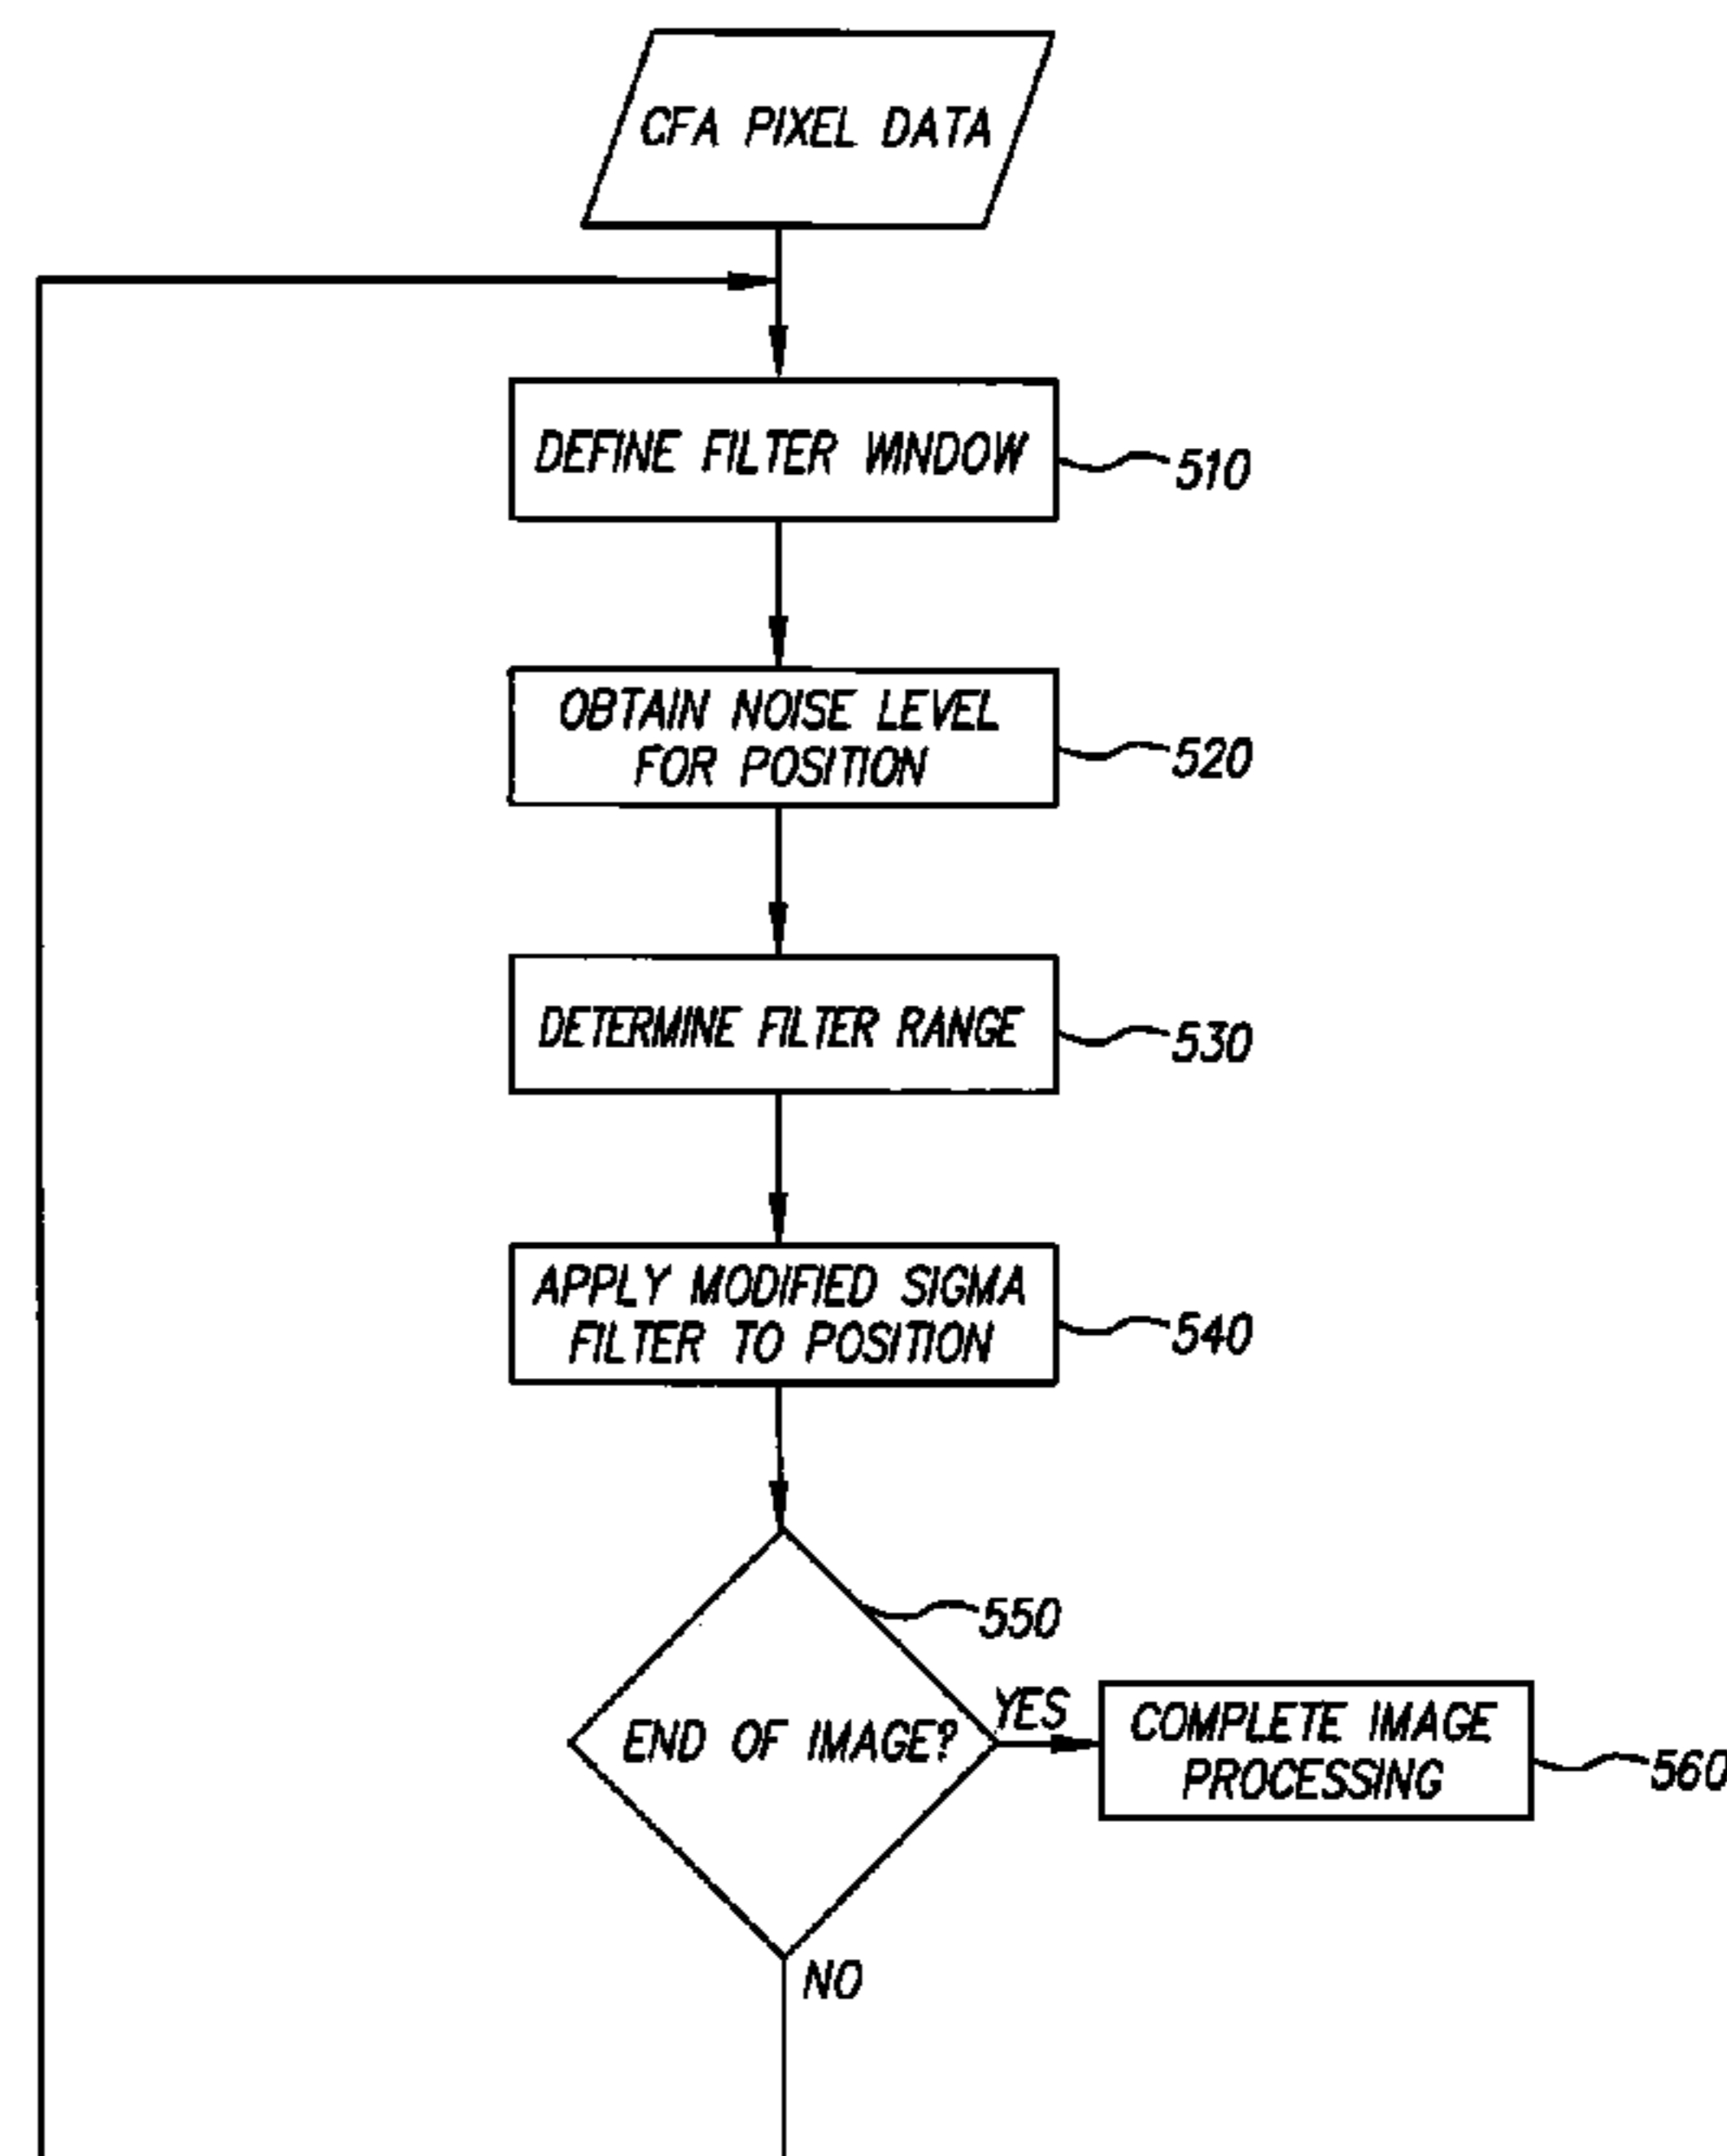 CFA PIXEL DATA
DEFINE FILTER WINDOW
510
OBTAIN NOISE LEVEL
FOR POSITION
520
DETERMINE FILTER RANGE
530
APPLY MODIFIED SIGMA
FILTER TO POSITION
540
550
END OF IMAGE?
YES
COMPLETE IMAGE
PROCESSING
560
NO